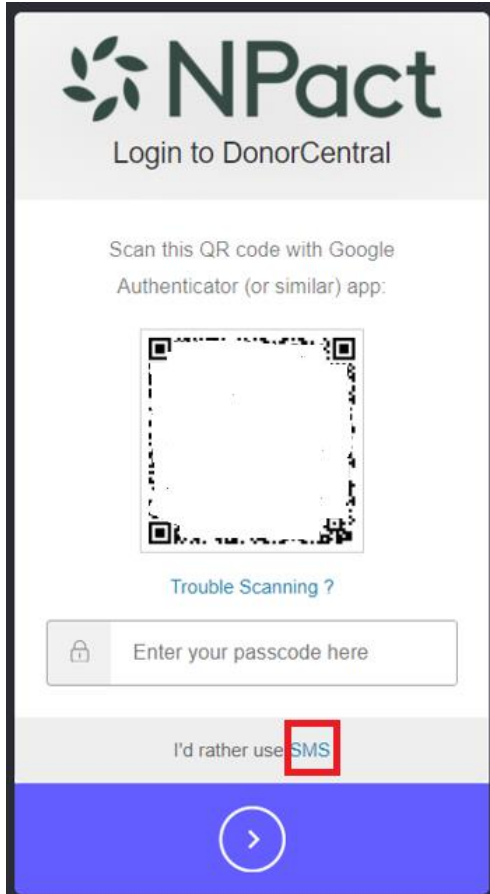 NPact
Login to DonorCentral
Scan this QR code with Google
Authenticator (or similar) app:
Trouble Scanning ?
Enter your passcode here
I'd rather use SMS